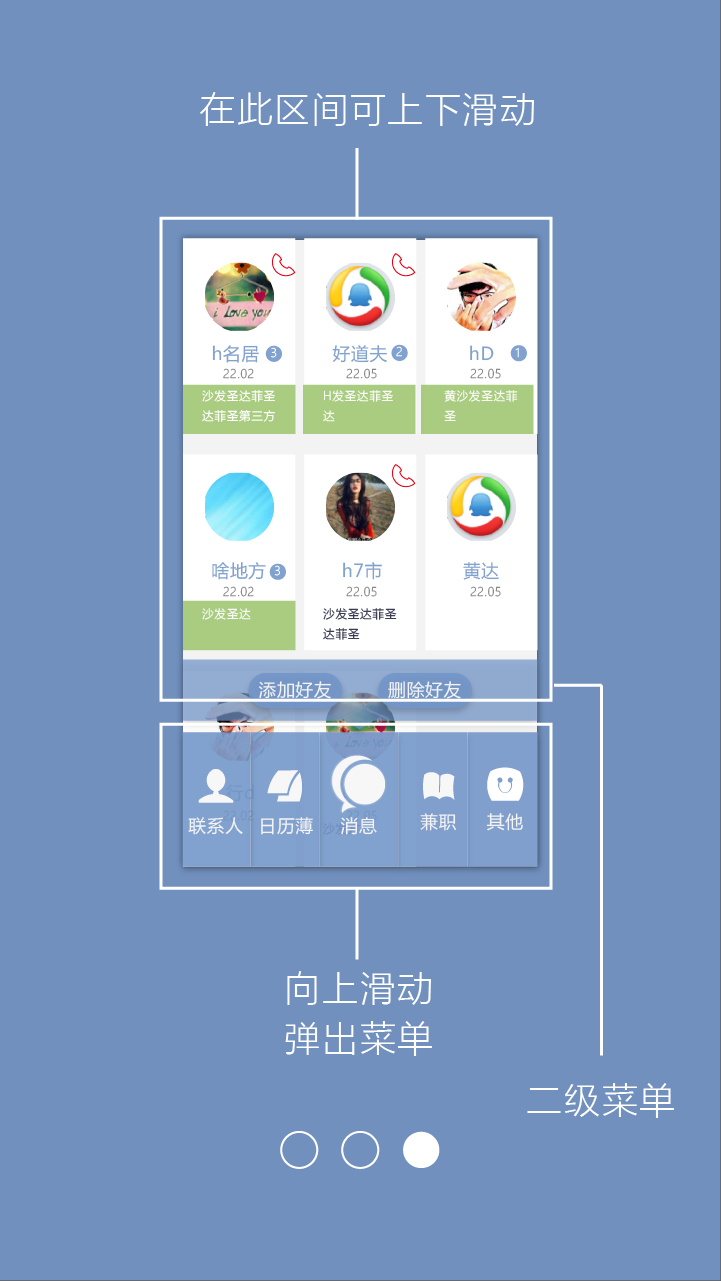 在此区间可上下滑动
i Love you
h名居 3
好道夫 2
hD 1
22.02
22.05
22.05
沙发圣达菲圣
达菲圣第三方
H发圣达菲圣
达
黄沙发圣达菲
圣
啥地方 3
h7市
黄达
22.02
22.05
22.05
沙发圣达
沙发圣达菲圣
达菲圣
添加好友
删除好友
联系人
日历薄
消息
兼职
其他
向上滑动
弹出菜单
二级菜单